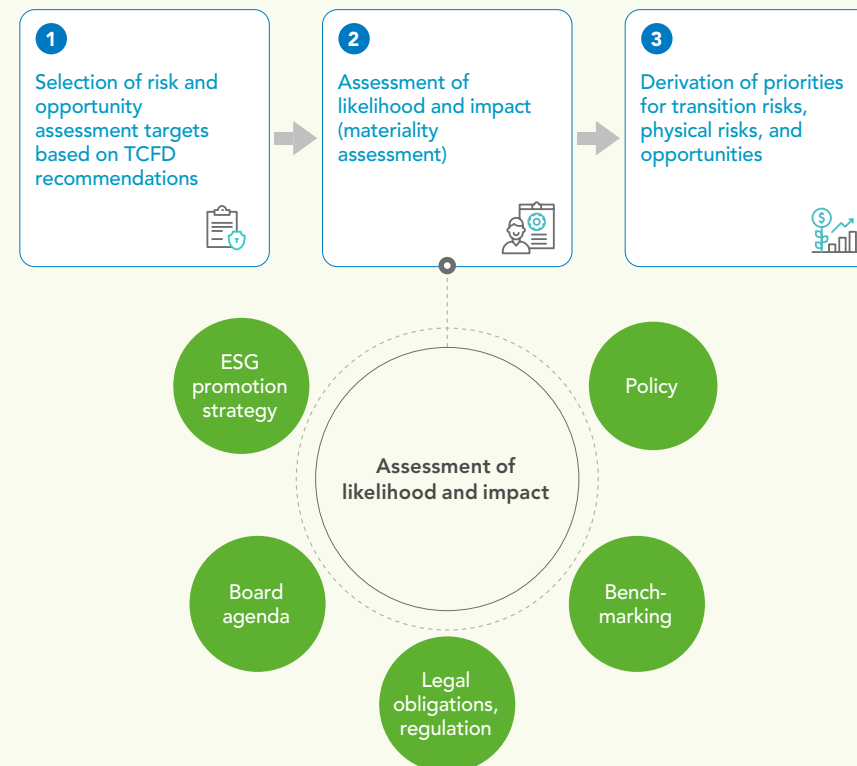 1
Selection of risk and
opportunity
assessment targets
based on TCFD
recommendations
2
Assessment of
likelihood and impact
(materiality
assessment)
3
Derivation of priorities
for transition risks,
physical risks, and
opportunities
$
ESG
promotion
strategy
Policy
Assessment of
likelihood and impact
Board
agenda
Bench-
marking
Legal
obligations,
regulation